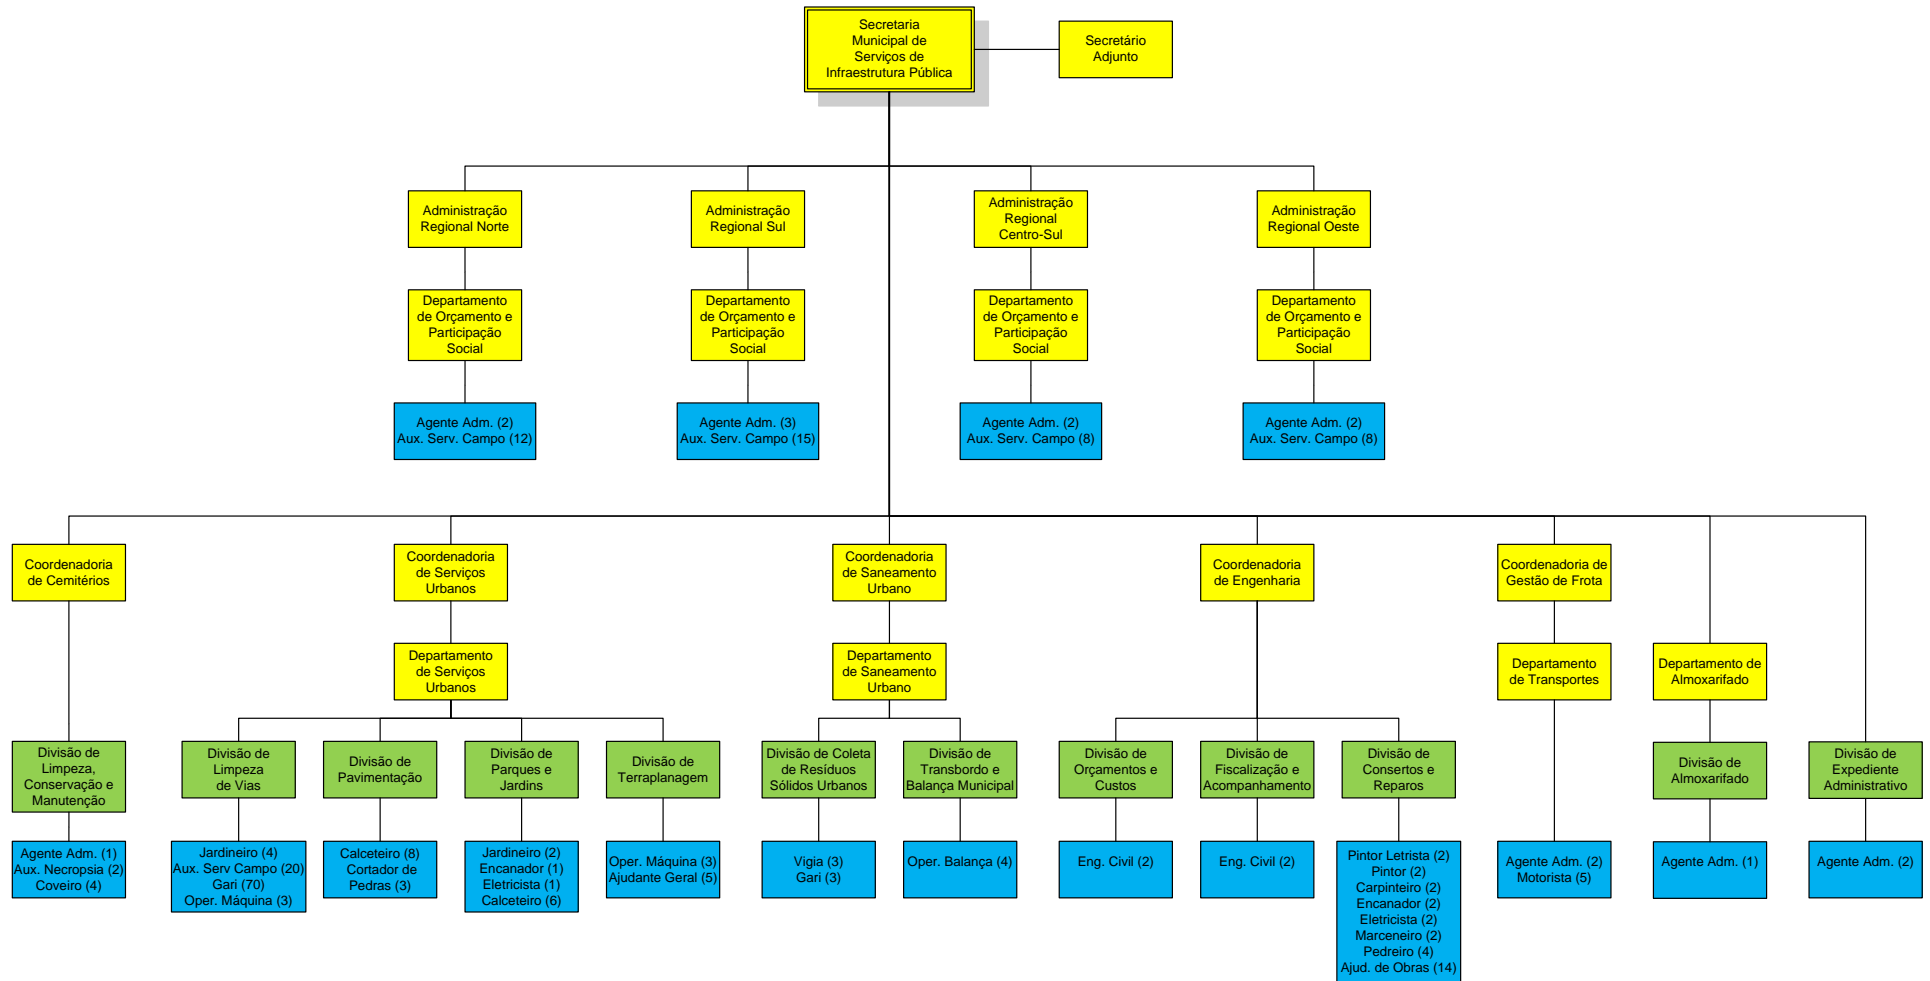 Secretaria
Municipal de
Serviços de
Infraestrutura Pública
Secretário
Adjunto
Administração
Regional Norte
Administração
Regional Sul
Administração
Regional
Centro-Sul
Administração
Regional Oeste
Departamento
de Orçamento e
Participação
Social
Departamento
de Orçamento e
Participação
Social
Departamento
de Orçamento e
Participação
Social
Departamento
de Orçamento e
Participação
Social
Agente Adm. (2)
Aux. Serv. Campo (12)
Agente Adm. (3)
Aux. Serv. Campo (15)
Agente Adm. (2)
Aux. Serv. Campo (8)
Agente Adm. (2)
Aux. Serv. Campo (8)
Coordenadoria
de Cemitérios
Coordenadoria
de Serviços
Urbanos
Coordenadoria
de Saneamento
Urbano
Coordenadoria
de Engenharia
Coordenadoria de
Gestão de Frota
Departamento
de Serviços
Urbanos
Departamento
de Saneamento
Urbano
Departamento
de Transportes
Departamento de
Almoxarifado
Divisão de
Limpeza,
Conservação e
Manutenção
Divisão de
Limpeza
de Vias
Divisão de
Pavimentação
Divisão de
Parques e
Jardins
Divisão de
Terraplanagem
Divisão de Coleta
de Resíduos
Sólidos Urbanos
Divisão de
Transbordo e
Balança Municipal
Divisão de
Orçamentos e
Custos
Divisão de
Fiscalização e
Acompanhamento
Divisão de
Consertos e
Reparos
Divisão de
Almoxarifado
Divisão de
Expediente
Administrativo
Agente Adm. (1)
Aux. Necropsia (2)
Coveiro (4)
Jardineiro (4)
Aux. Serv Campo (20)
Gari (70)
Oper. Máquina (3)
Calceteiro (8)
Cortador de
Pedras (3)
Jardineiro (2)
Encanador (1)
Eletricista (1)
Calceteiro (6)
Oper. Máquina (3)
Ajudante Geral (5)
Vigia (3)
Gari (3)
Oper. Balança (4)
Eng. Civil (2)
Eng. Civil (2)
Pintor Letrista (2)
Pintor (2)
Carpinteiro (2)
Encanador (2)
Eletricista (2)
Marceneiro (2)
Pedreiro (4)
Ajud. de Obras (14)
Agente Adm. (2)
Motorista (5)
Agente Adm. (1)
Agente Adm. (2)